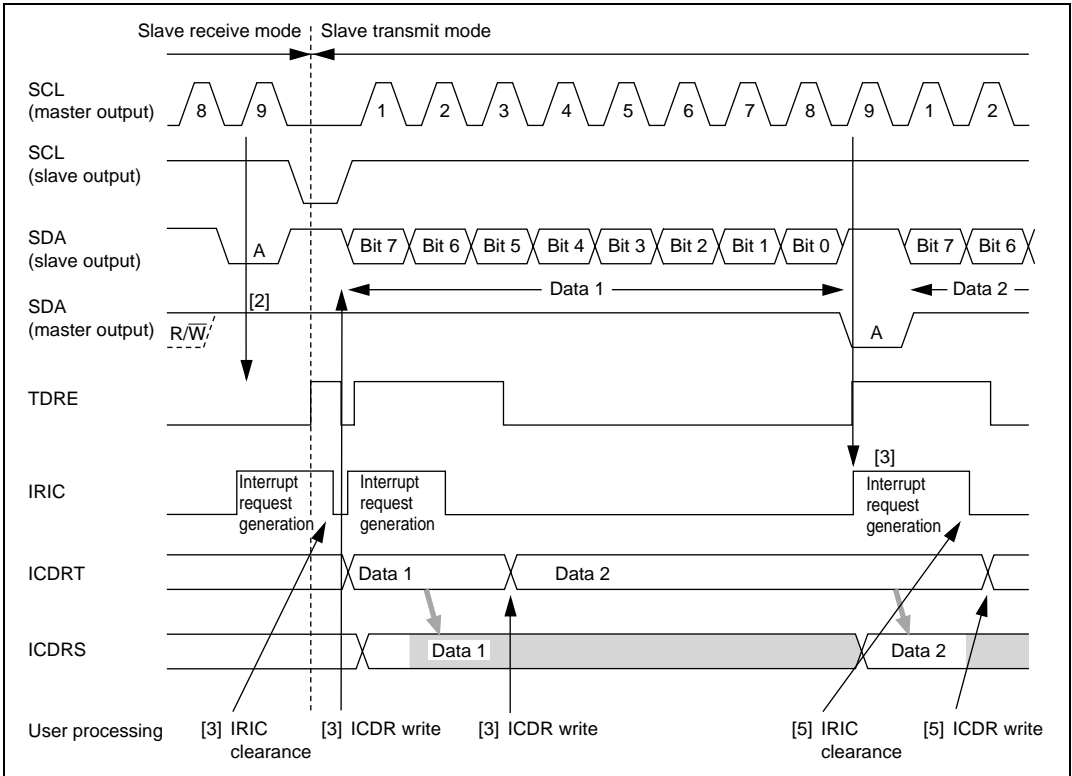 Slave receive mode Slave transmit mode
SCL
(master output)
8 9 1 2 3 4 5 6 7 8 9 1 2
SCL
(slave output)
SDA
(slave output)
A Bit 7 Bit 6 Bit 5 Bit 4 Bit 3 Bit 2 Bit 1 Bit 0 Bit 7 Bit 6
[2] Data 1 Data 2
SDA
(master output)
R/W̅ A
TDRE
[3]
IRIC
Interrupt
request
generation
Interrupt
request
generation
Interrupt
request
generation
ICDRT
Data 1 Data 2
ICDRS
Data 1 Data 2
User processing
[3] IRIC
clearance
[3] ICDR write
[3] ICDR write
[5] IRIC
clearance
[5] ICDR write